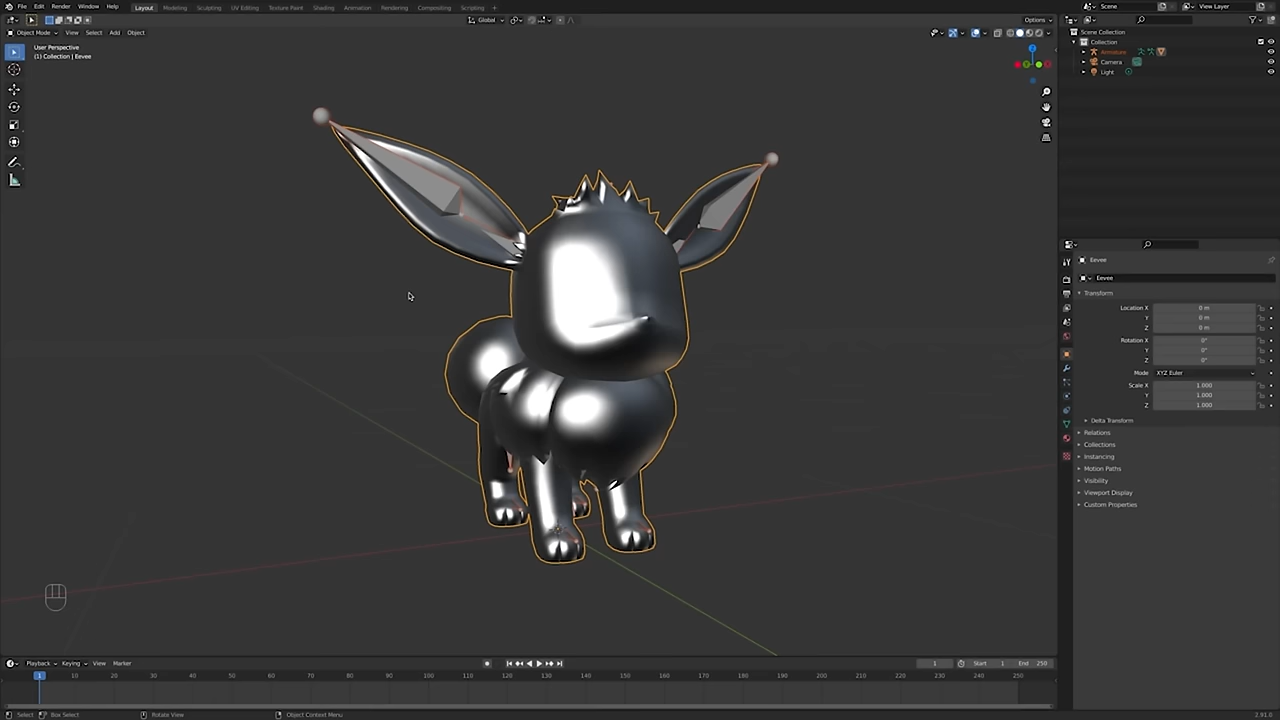 File Edit Render Window Help Layout Modeling Sculpting UV Editing Texture Paint Shading Animation Rendering Compositing Scripting Scene View Layer
Global Options
Object Mode View Select Add Object
User Perspective
(1) Collection | Eevee
Scene Collection
Collection
Armature
Camera
Light
Eevee
Eevee
Transform
Location X 0 m
Y 0 m
Z 0 m
Rotation X 0°
Y 0°
Z 0°
Mode XYZ Euler
Scale X 1.000
Y 1.000
Z 1.000
Delta Transform
Relations
Collections
Instancing
Motion Paths
Visibility
Viewport Display
Custom Properties
Playback Keying View Marker 1 Start 1 End 250
1 10 20 30 40 50 60 70 80 90 100 110 120 130 140 150 160 170 180 190 200 210 220 230 240 250
Select Box Select Rotate View Object Context Menu 2.91.0